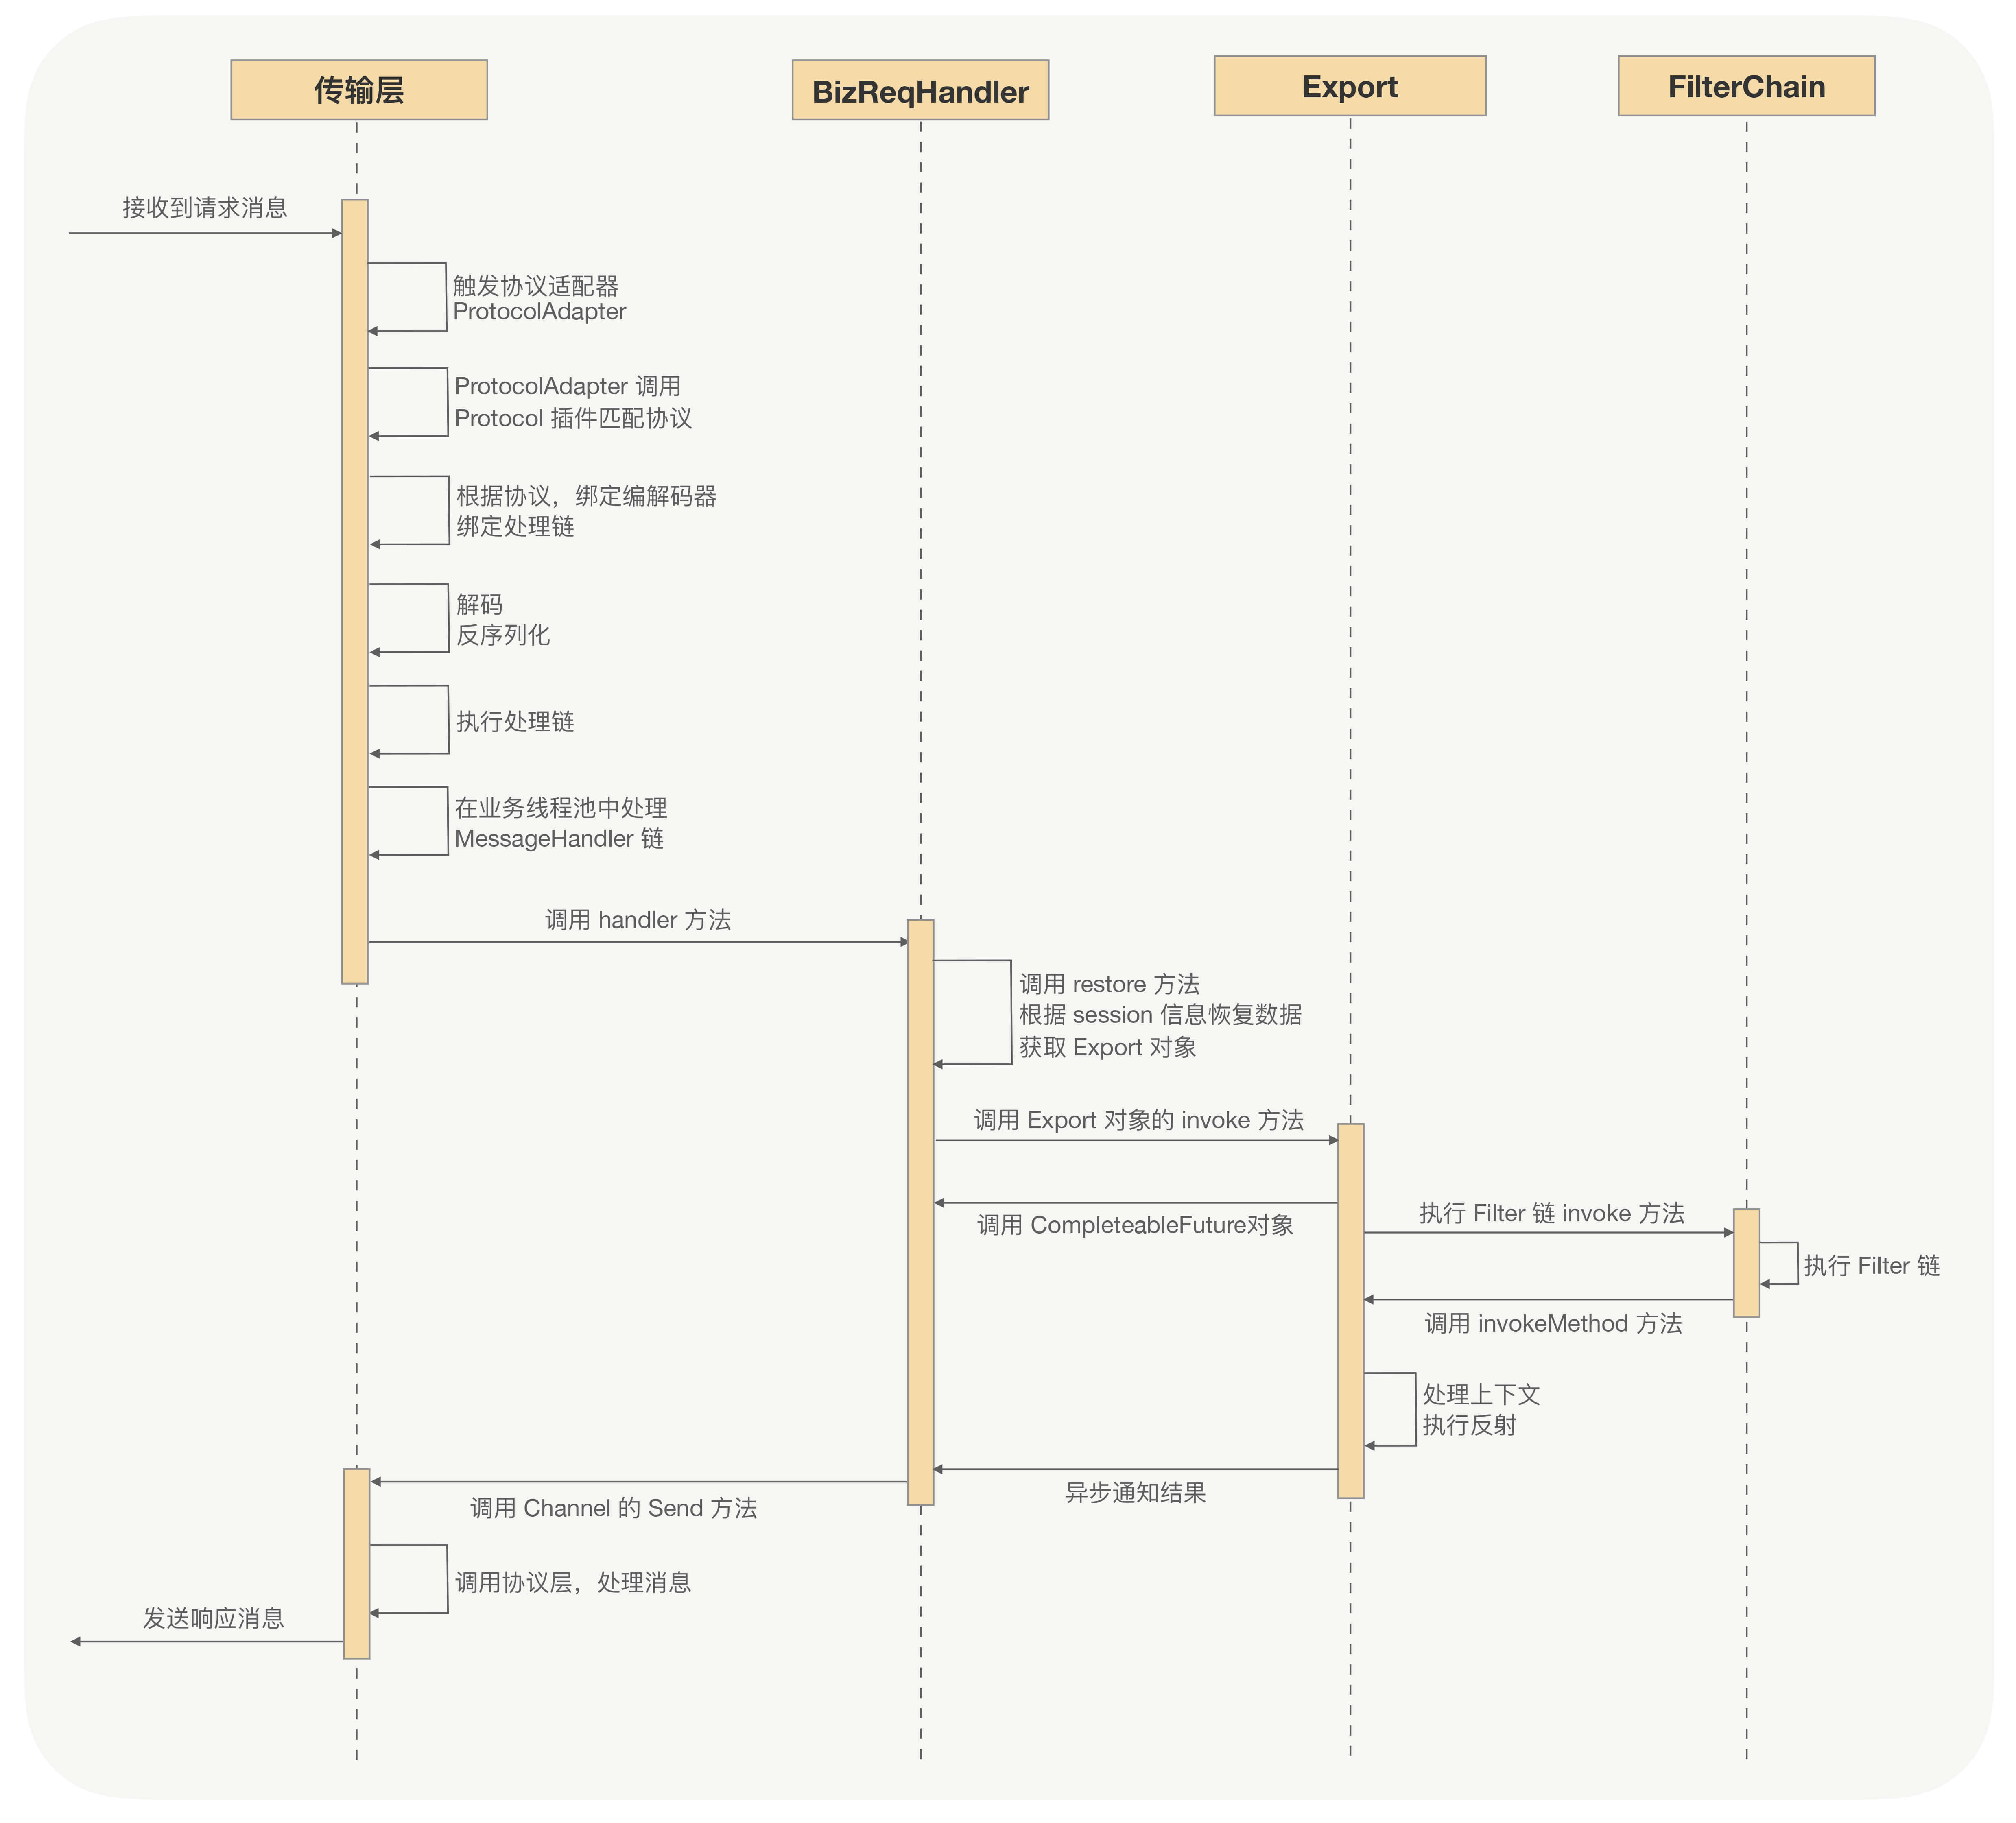 传输层
BizReqHandler
Export
FilterChain
接收到请求消息
触发协议适配器
ProtocolAdapter
ProtocolAdapter 调用
Protocol 插件匹配协议
根据协议，绑定编解码器
绑定处理链
解码
反序列化
执行处理链
在业务线程池中处理
MessageHandler 链
调用 handler 方法
调用 restore 方法
根据 session 信息恢复数据
获取 Export 对象
调用 Export 对象的 invoke 方法
调用 CompleteableFuture对象
执行 Filter 链 invoke 方法
执行 Filter 链
调用 invokeMethod 方法
处理上下文
执行反射
异步通知结果
调用 Channel 的 Send 方法
调用协议层，处理消息
发送响应消息